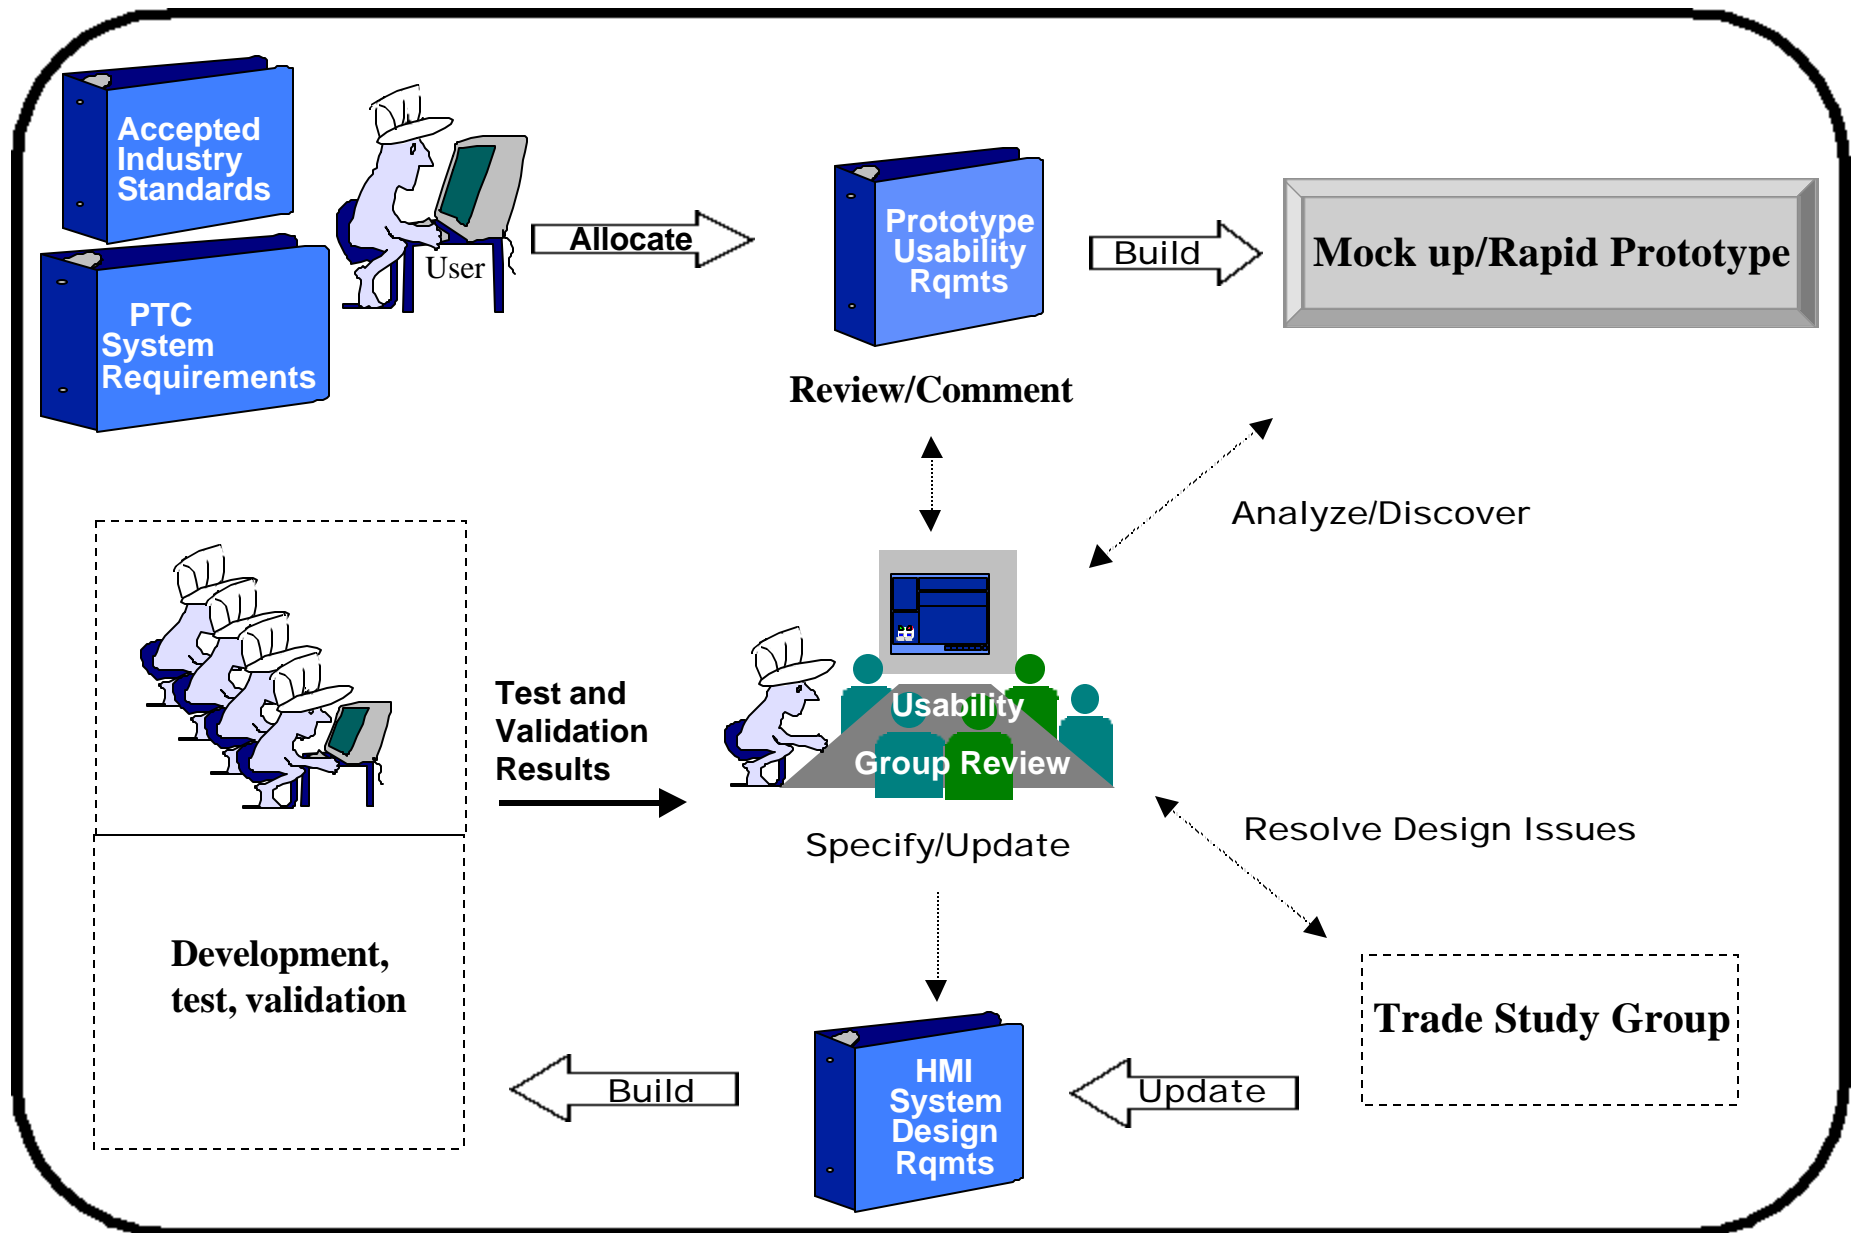 Accepted
Industry
Standards
PTC
System
Requirements
User
Allocate
Prototype
Usability
Rqmts
Build
Mock up/Rapid Prototype
Review/Comment
Analyze/Discover
Test and
Validation
Results
Usability
Group Review
Specify/Update
Resolve Design Issues
Development,
test, validation
Build
HMI
System
Design
Rqmts
Update
Trade Study Group